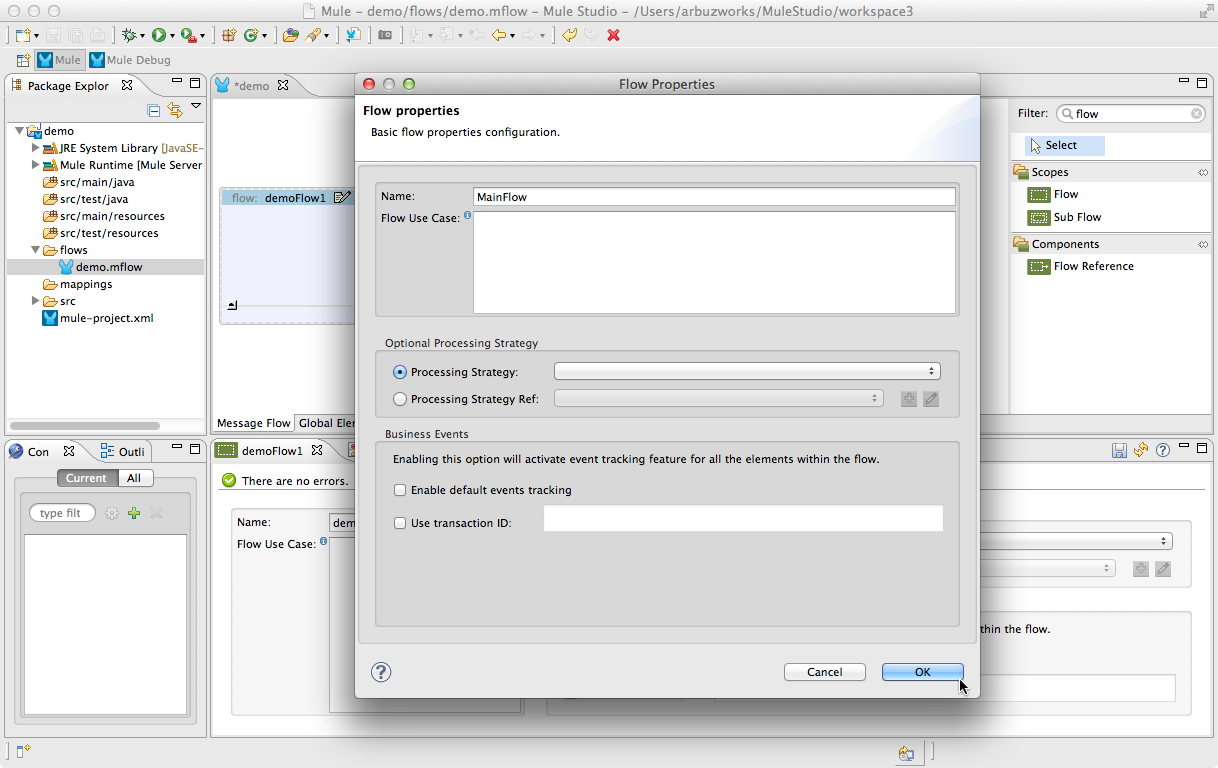 Mule – demo/flows/demo.mflow – Mule Studio – /Users/arbuzworks/MuleStudio/workspace3
Mule
Mule Debug
Package Explor
demo
JRE System Library [JavaSE-
Mule Runtime [Mule Server
src/main/java
src/test/java
src/main/resources
src/test/resources
flows
demo.mflow
mappings
src
mule-project.xml
*demo
flow: demoFlow1
Message Flow
Global Eler
Flow Properties
Flow properties
Basic flow properties configuration.
Name: MainFlow
Flow Use Case:
Optional Processing Strategy
Processing Strategy:
Processing Strategy Ref:
Business Events
Enabling this option will activate event tracking feature for all the elements within the flow.
Enable default events tracking
Use transaction ID:
Cancel
OK
Filter: flow
Select
Scopes
Flow
Sub Flow
Components
Flow Reference
Con
Outli
Current
All
type filt
demoFlow1
There are no errors.
Name: dem
Flow Use Case:
thin the flow.